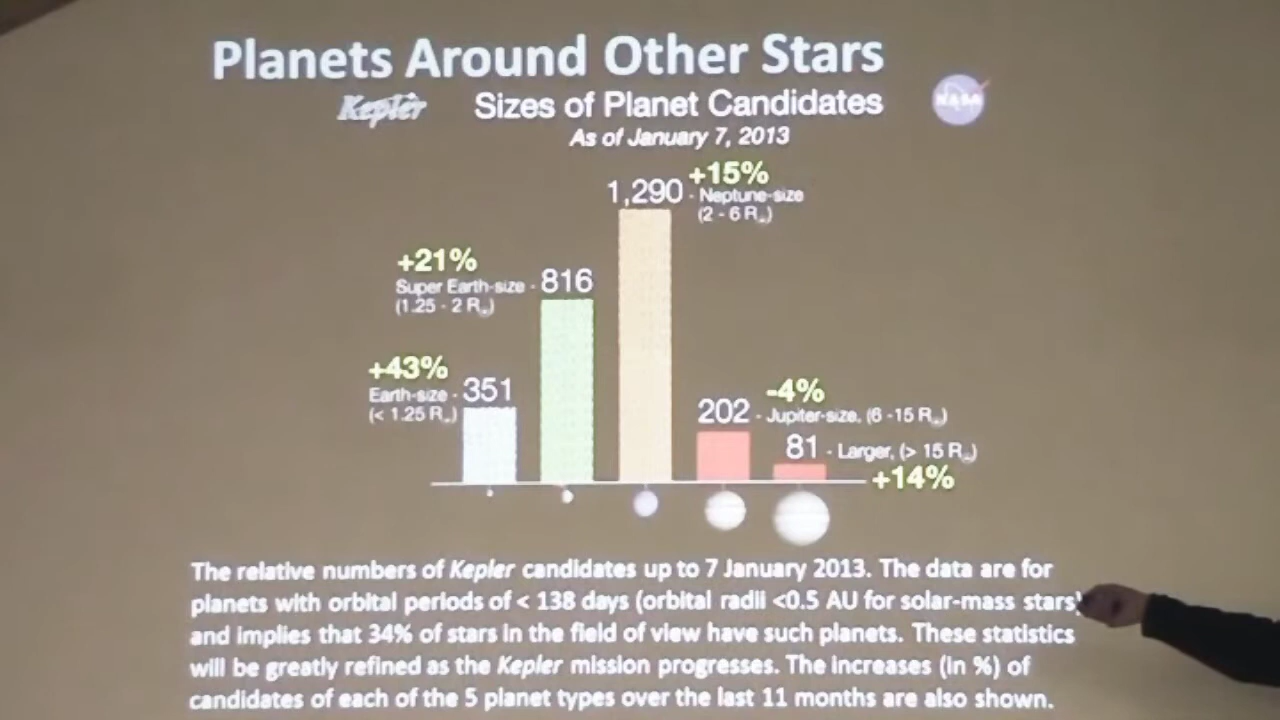 Planets Around Other Stars
Kepler
Sizes of Planet Candidates
NASA
As of January 7, 2013
+15%
1,290 - Neptune-size
(2 - 6 R⊕)
+21%
Super Earth-size - 816
(1.25 - 2 R⊕)
+43%
Earth-size - 351
(< 1.25 R⊕)
-4%
202 - Jupiter-size, (6 -15 R⊕)
81 - Larger, (> 15 R⊕)
+14%
The relative numbers of Kepler candidates up to 7 January 2013. The data are for
planets with orbital periods of < 138 days (orbital radii <0.5 AU for solar-mass stars)
and implies that 34% of stars in the field of view have such planets. These statistics
will be greatly refined as the Kepler mission progresses. The increases (in %) of
candidates of each of the 5 planet types over the last 11 months are also shown.